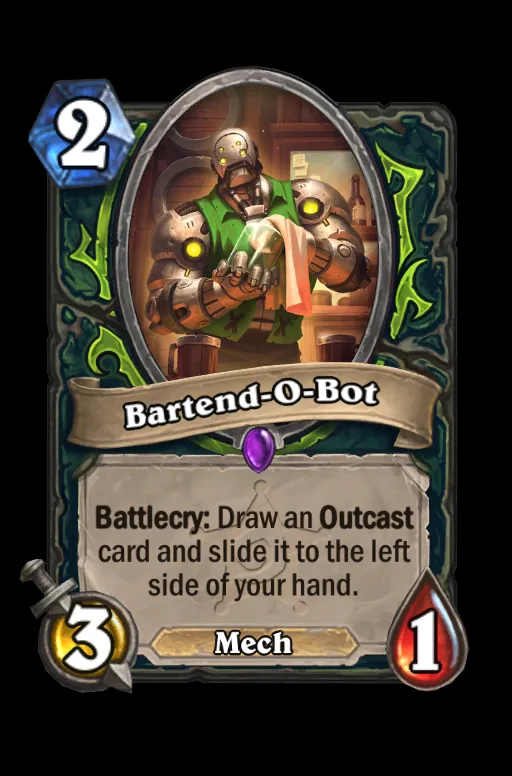 2
Bartend-O-Bot
Battlecry: Draw an Outcast
card and slide it to the left
side of your hand.
3
Mech
1